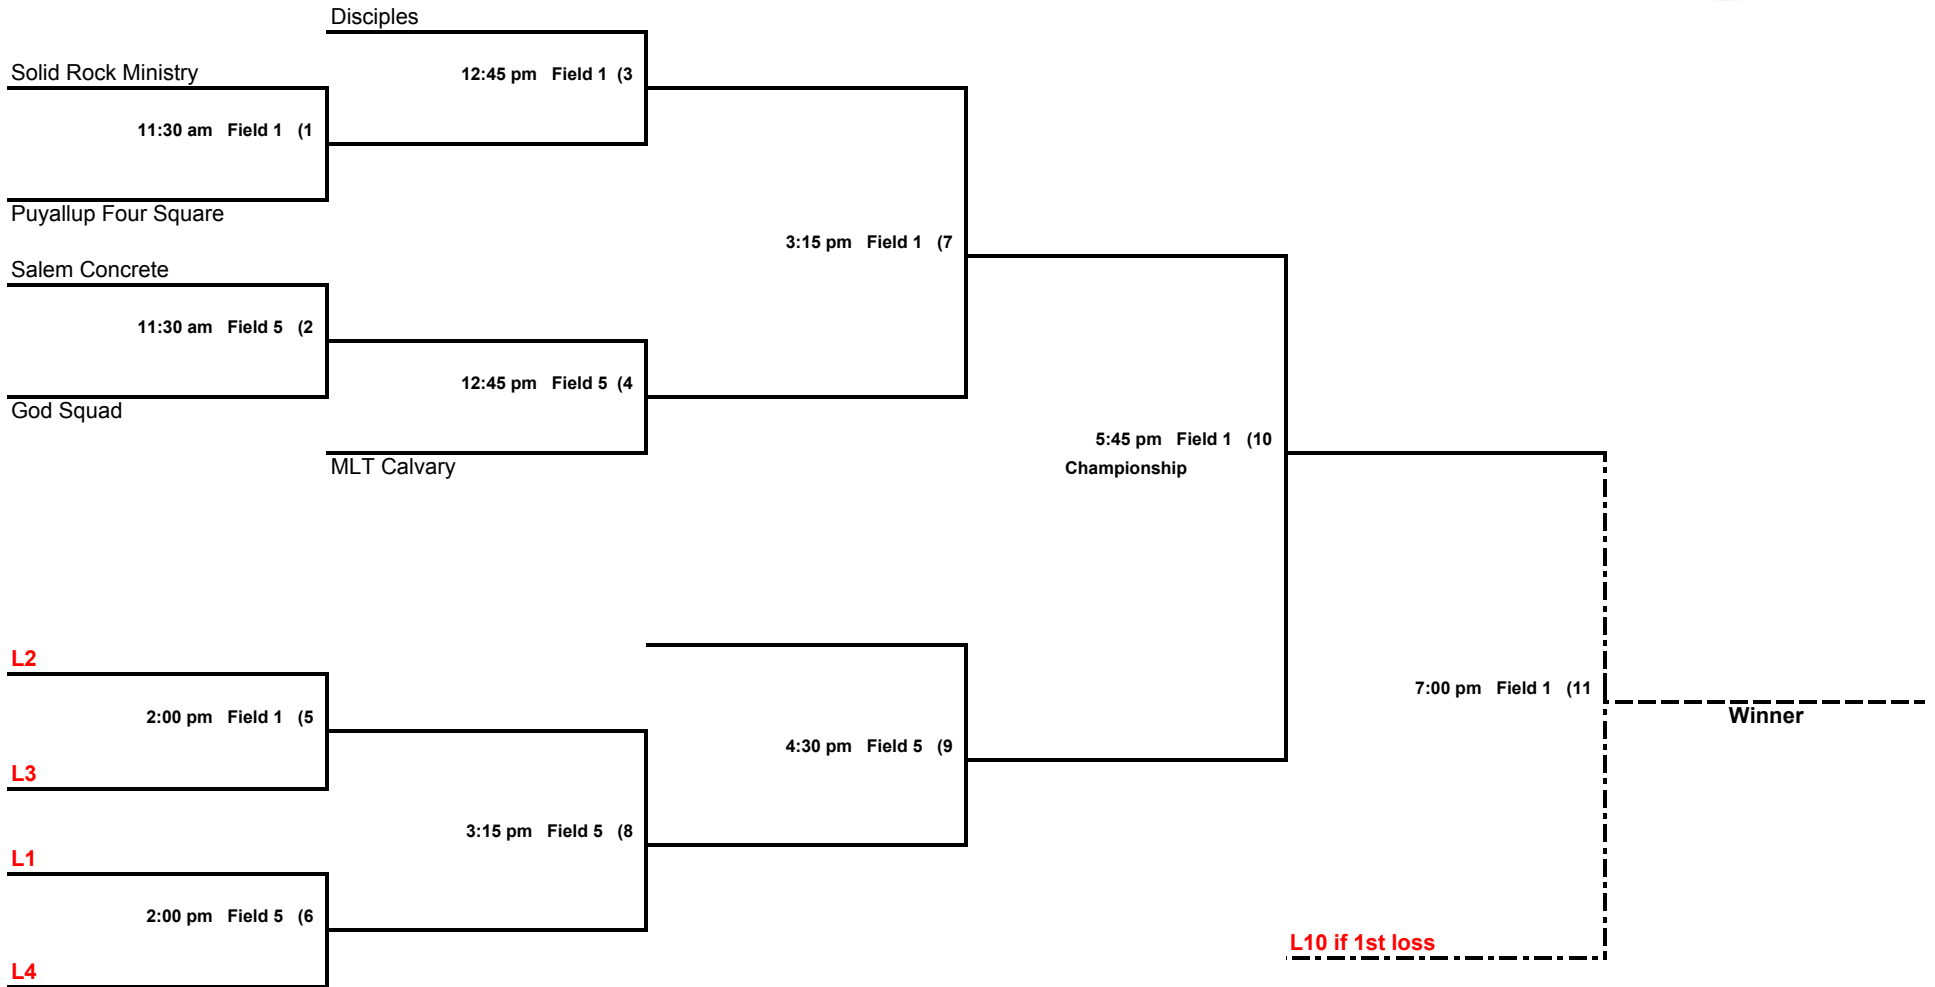 Disciples
Solid Rock Ministry
12:45 pm Field 1 (3
11:30 am Field 1 (1
Puyallup Four Square
3:15 pm Field 1 (7
Salem Concrete
11:30 am Field 5 (2
12:45 pm Field 5 (4
God Squad
5:45 pm Field 1 (10
MLT Calvary
Championship
L2
7:00 pm Field 1 (11
2:00 pm Field 1 (5
Winner
4:30 pm Field 5 (9
L3
3:15 pm Field 5 (8
L1
2:00 pm Field 5 (6
L10 if 1st loss
L4